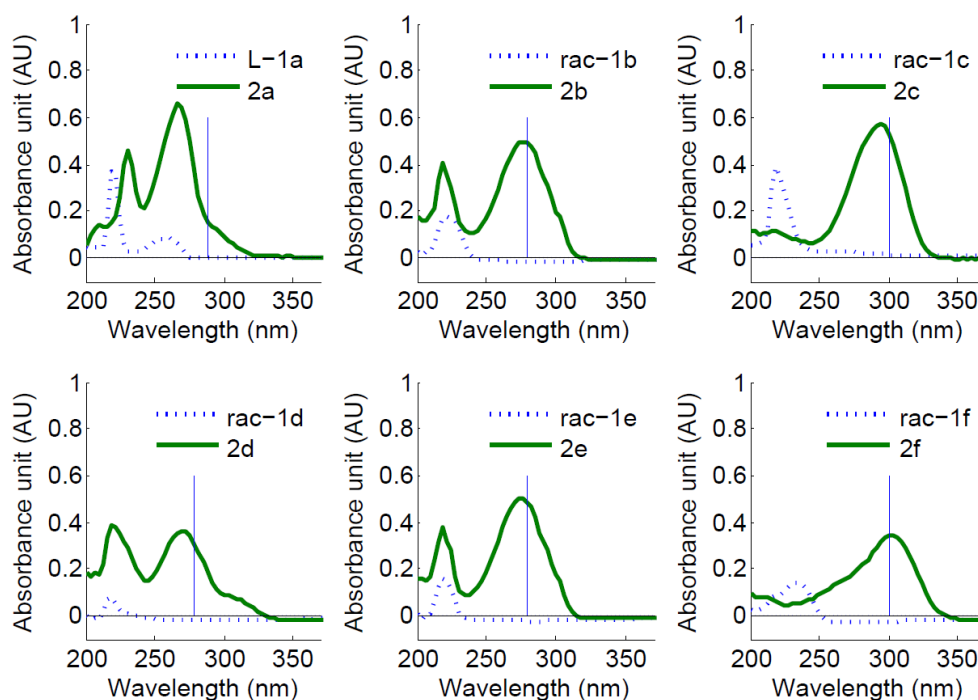 1
0.8
0.6
0.4
0.2
0
Absorbance unit (AU)
L-1a
2a
200 250 300 350
Wavelength (nm)
1
0.8
0.6
0.4
0.2
0
Absorbance unit (AU)
rac-1b
2b
200 250 300 350
Wavelength (nm)
1
0.8
0.6
0.4
0.2
0
Absorbance unit (AU)
rac-1c
2c
200 250 300 350
Wavelength (nm)
1
0.8
0.6
0.4
0.2
0
Absorbance unit (AU)
rac-1d
2d
200 250 300 350
Wavelength (nm)
1
0.8
0.6
0.4
0.2
0
Absorbance unit (AU)
rac-1e
2e
200 250 300 350
Wavelength (nm)
1
0.8
0.6
0.4
0.2
0
Absorbance unit (AU)
rac-1f
2f
200 250 300 350
Wavelength (nm)